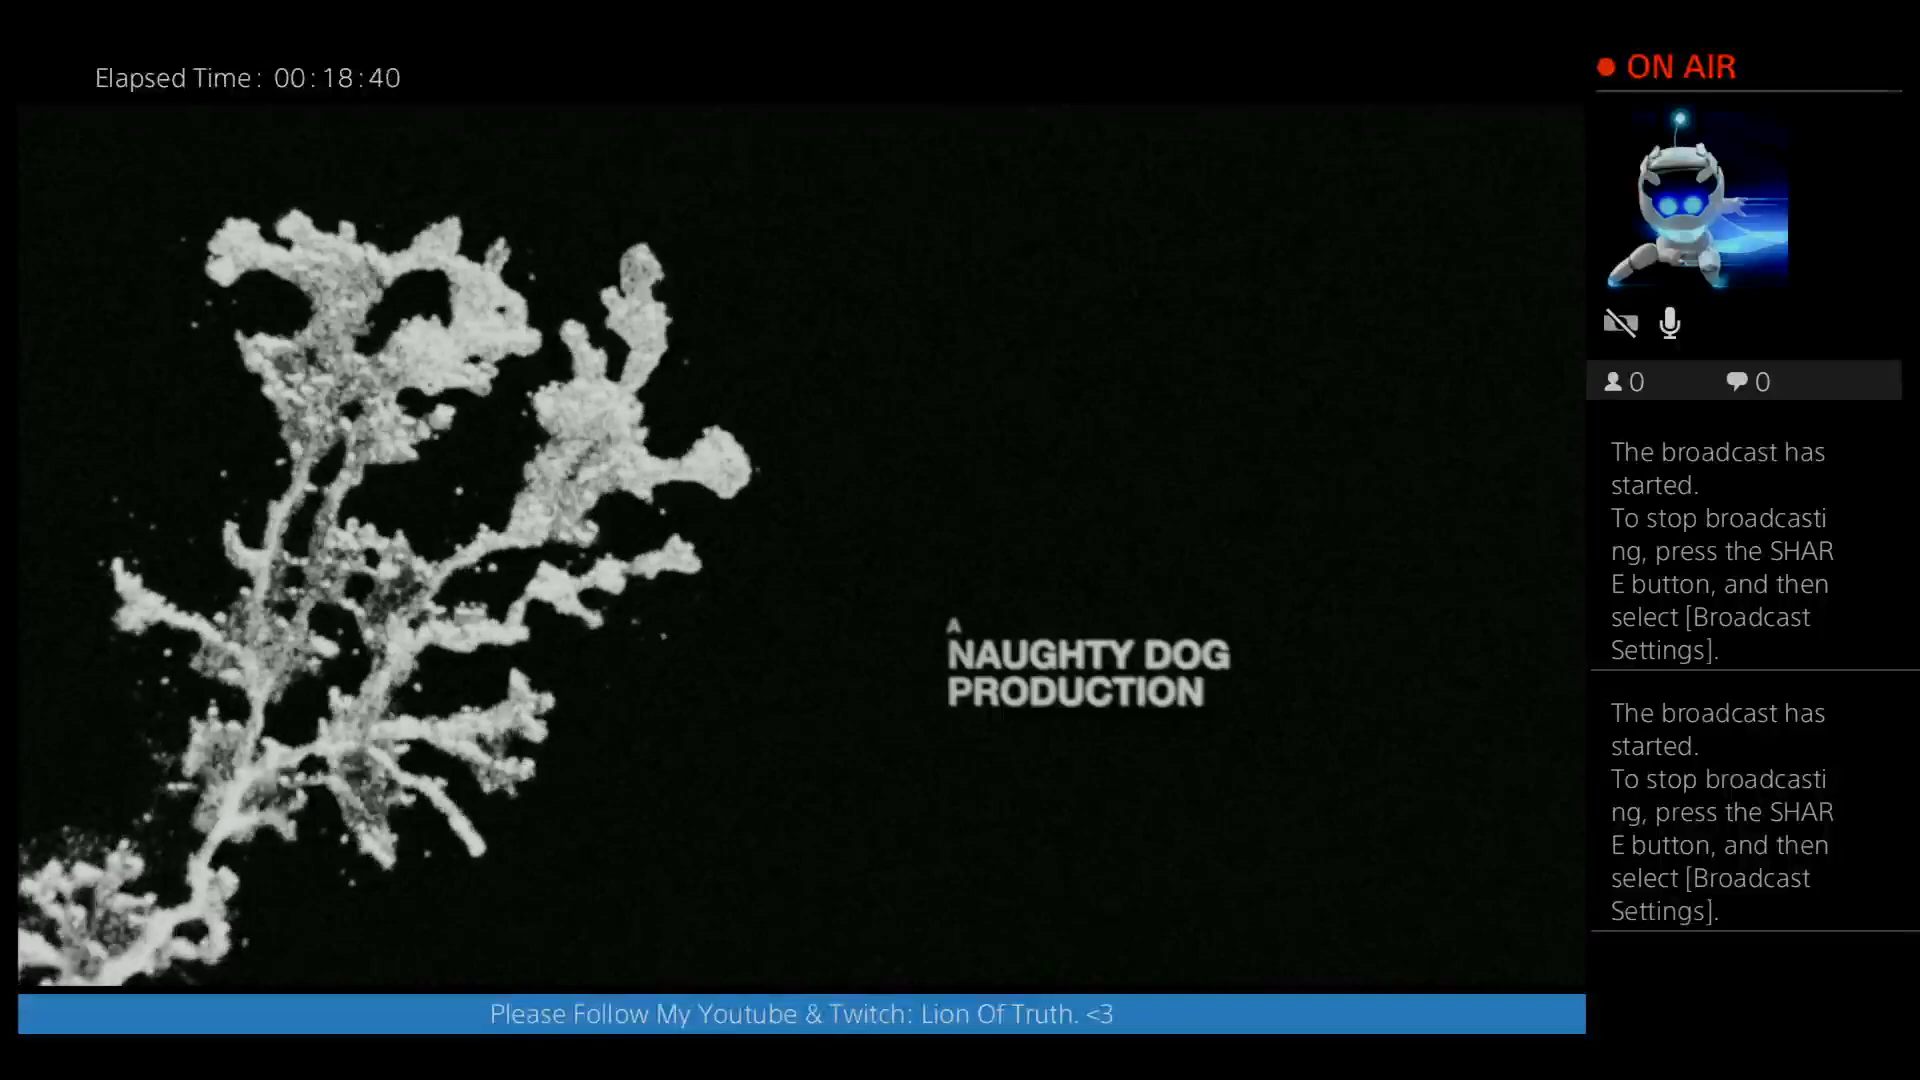 Elapsed Time: 00:18:40
ON AIR
0
0
The broadcast has
started.
To stop broadcasti
ng, press the SHAR
E button, and then
select [Broadcast
Settings].
The broadcast has
started.
To stop broadcasti
ng, press the SHAR
E button, and then
select [Broadcast
Settings].
A
NAUGHTY DOG
PRODUCTION
Please Follow My Youtube & Twitch: Lion Of Truth. <3